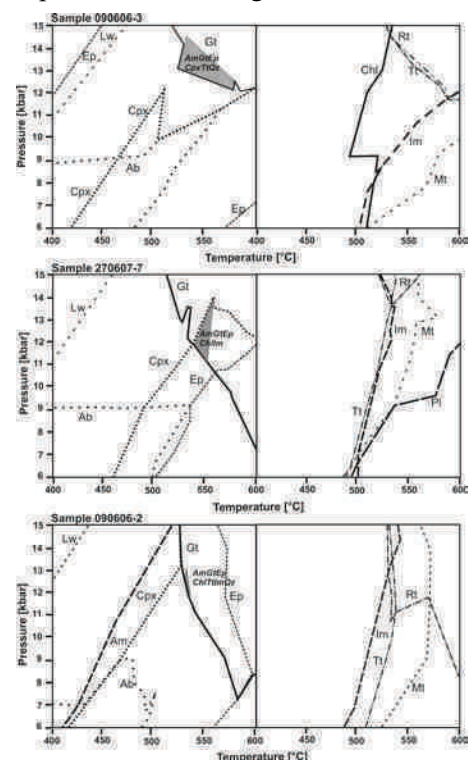 Sample 090606-3
Pressure [kbar]
15
14
13
12
11
10
9
8
7
6
Lw
Ep
Gt
AmGtEp
CpxTtQz
Cpx
Ab
Cpx
Ep
Rt
Chl
Tt
Im
Mt
400 450 500 550 600 450 500 550 600
Temperature [°C]
Sample 270607-7
Pressure [kbar]
15
14
13
12
11
10
9
8
7
6
Gt
Lw
AmGtEp
ChlIm
Cpx
Ep
Ab
Rt
Im
Mt
Pl
Tt
400 450 500 550 600 450 500 550 600
Temperature [°C]
Sample 090606-2
Pressure [kbar]
15
14
13
12
11
10
9
8
7
6
Lw
Gt
AmGtEp
ChlTtImQz
Cpx
Ep
Am
Ab
Rt
Im
Tt
Mt
400 450 500 550 600 450 500 550 600
Temperature [°C]